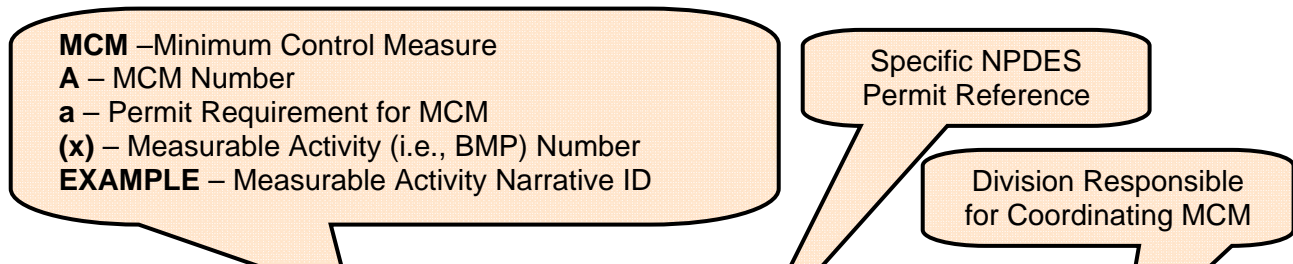 MCM –Minimum Control Measure
A – MCM Number
a – Permit Requirement for MCM
(x) – Measurable Activity (i.e., BMP) Number
EXAMPLE – Measurable Activity Narrative ID
Specific NPDES
Permit Reference
Division Responsible
for Coordinating MCM